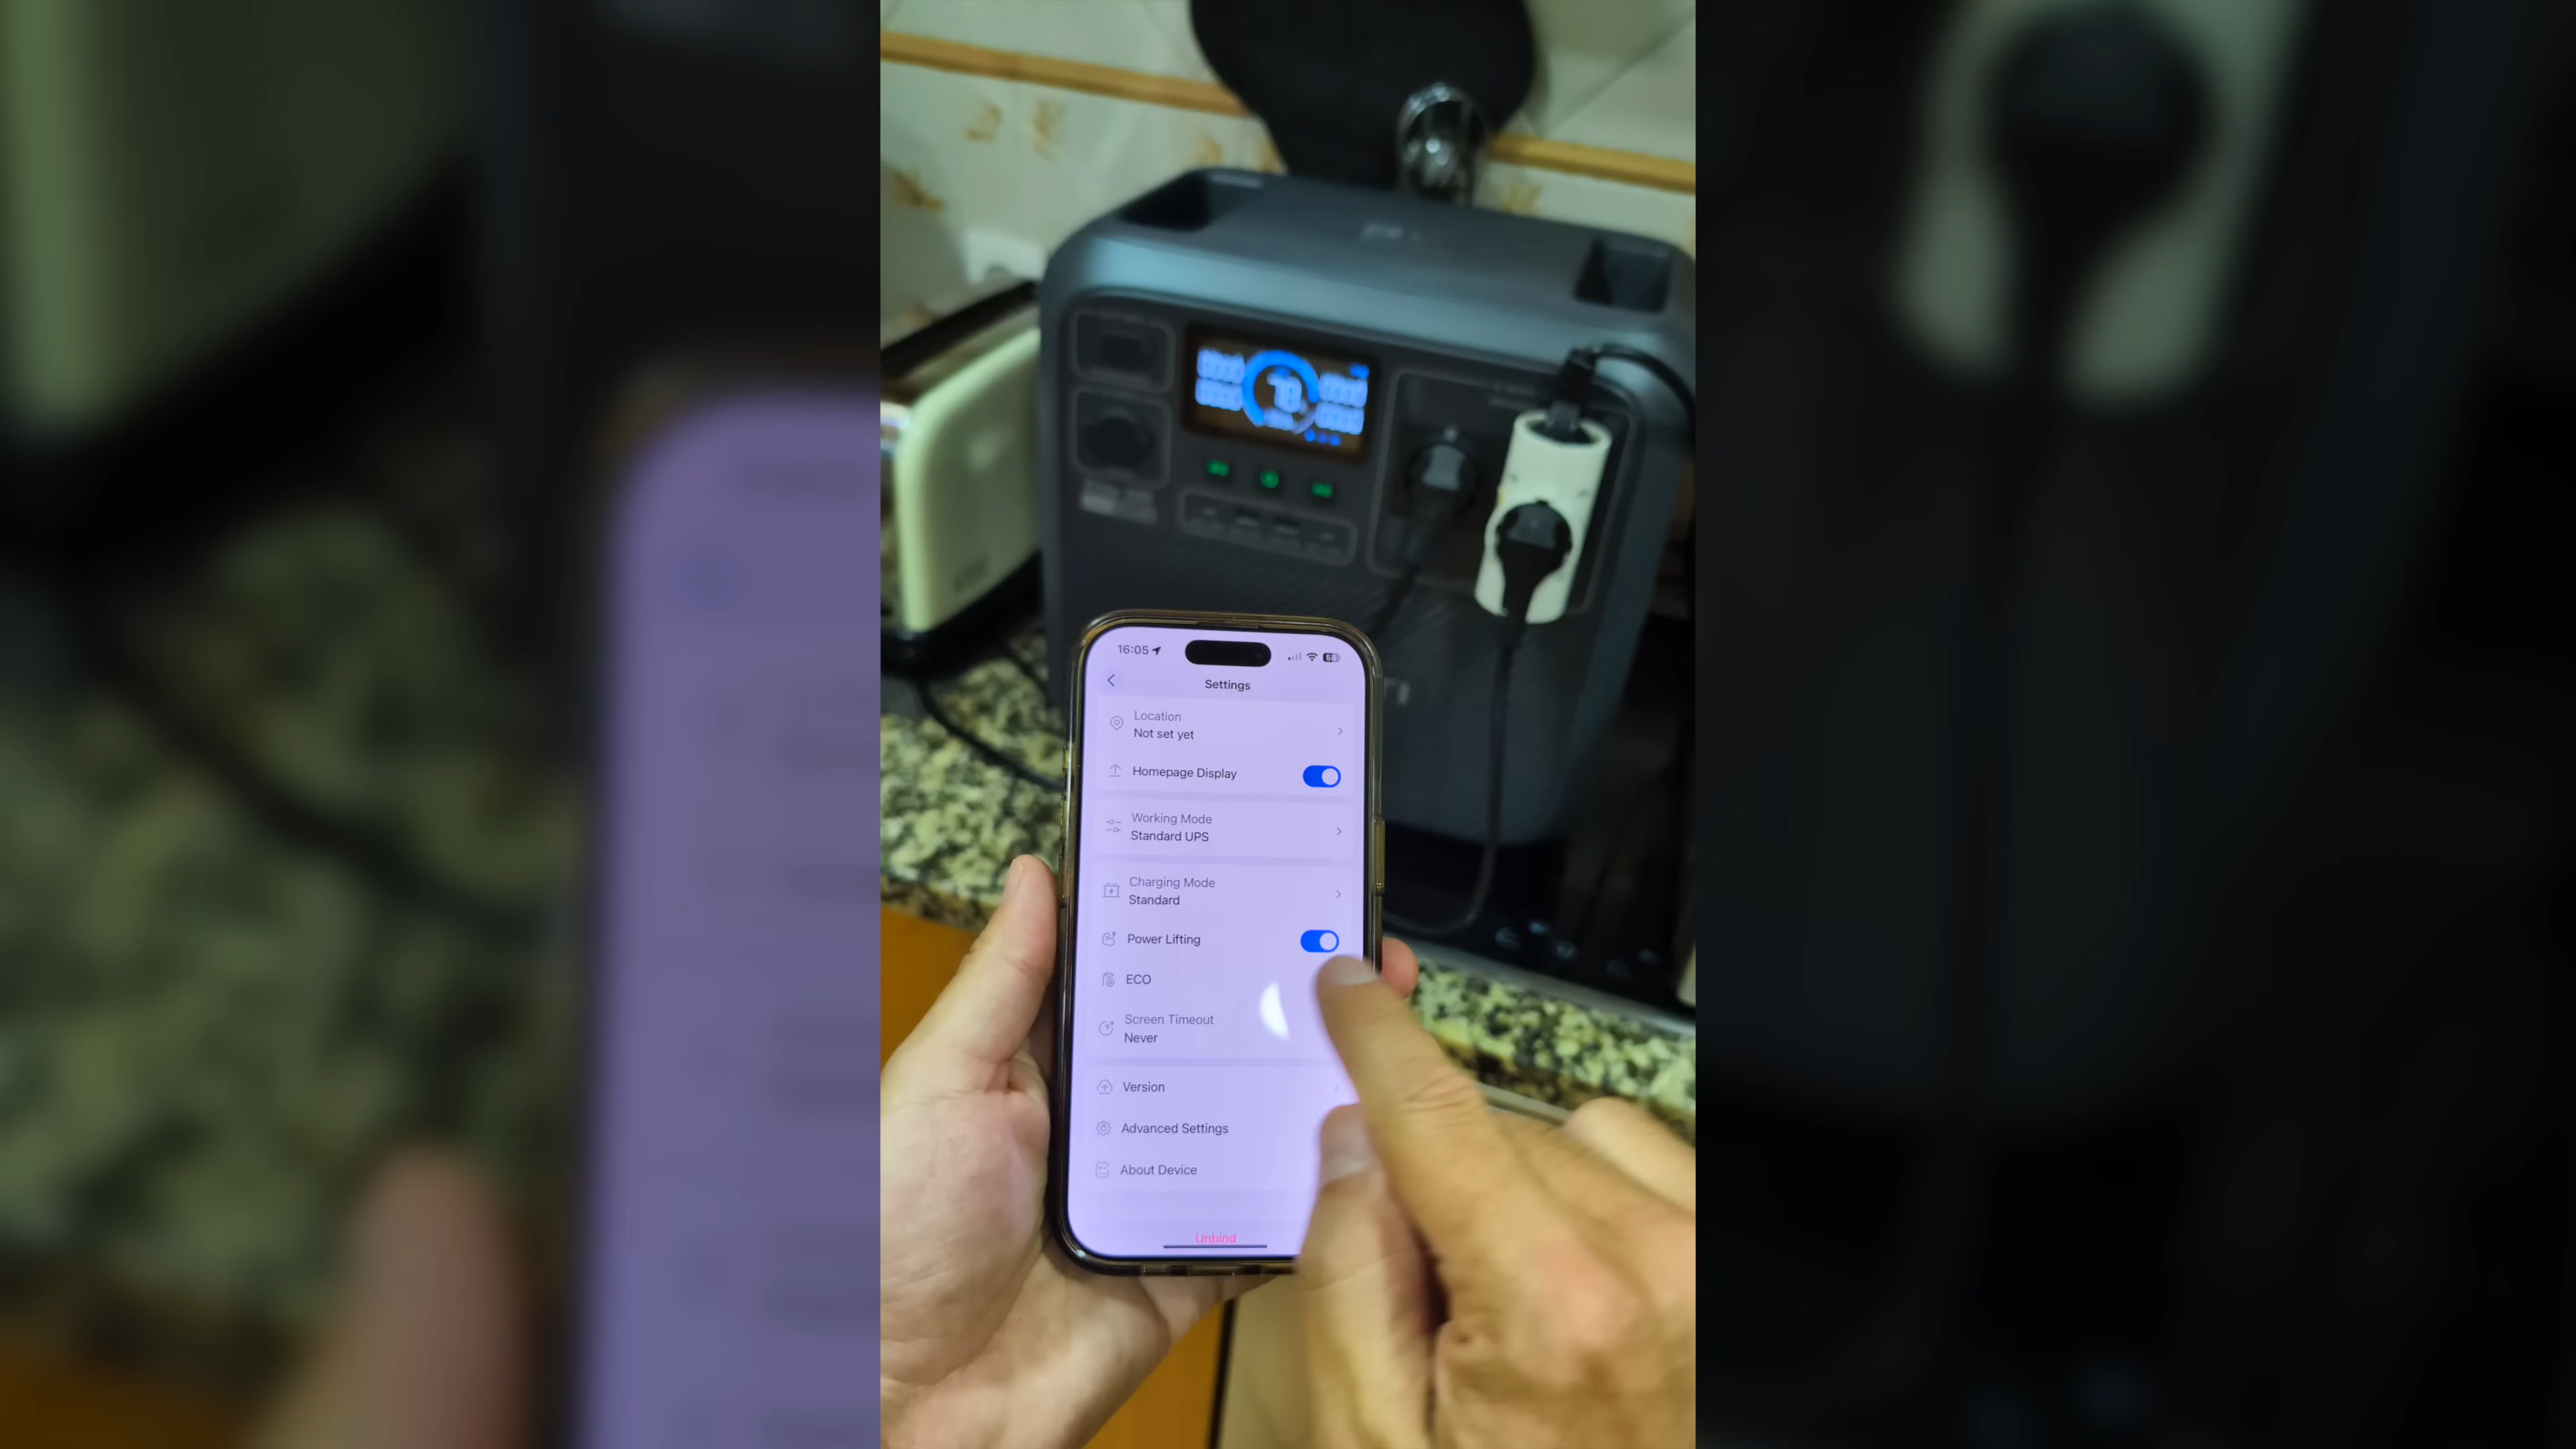 16:05
58
Settings
Location
Not set yet
Homepage Display
Working Mode
Standard UPS
Charging Mode
Standard
Power Lifting
ECO
Screen Timeout
Never
Version
Advanced Settings
About Device
Unbind